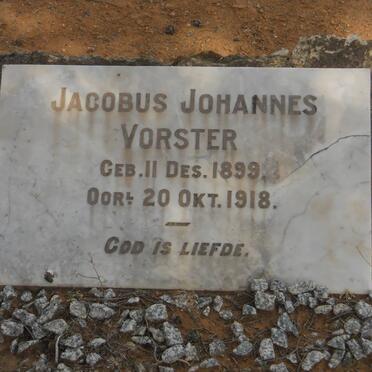 JACOBUS JOHANNES
VORSTER
GEB. 11 DES. 1899.
OORL. 20 OKT. 1918.
GOD IS LIEFDE.